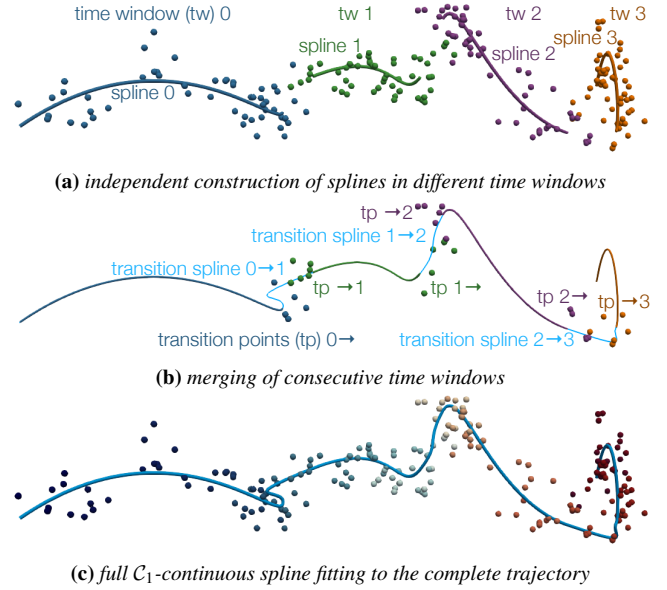 time window (tw) 0 tw 1 tw 2 tw 3
spline 3
spline 1
spline 2
spline 0
(a) independent construction of splines in different time windows
tp →2
transition spline 1→2
transition spline 0→1
tp →1 tp 1→ tp 2→ tp →3
transition points (tp) 0→ transition spline 2→3
(b) merging of consecutive time windows
(c) full C₁-continuous spline fitting to the complete trajectory